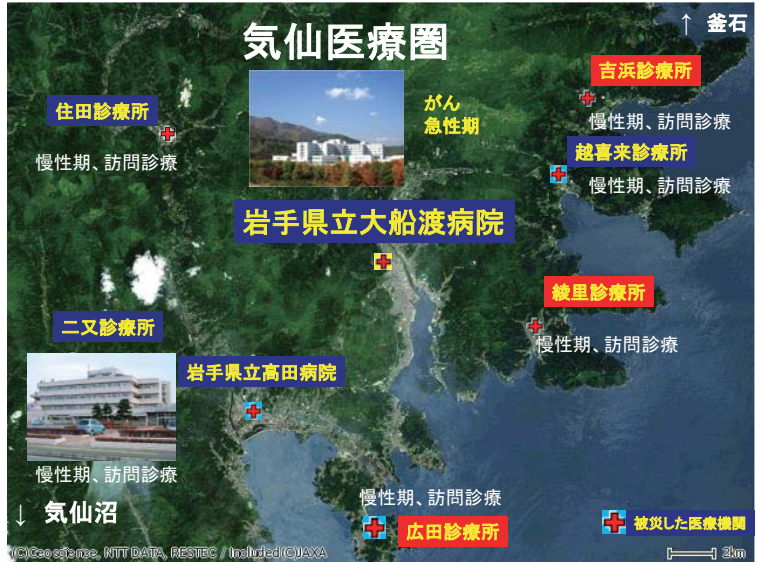 気仙医療圏
↑ 釜石
吉浜診療所
慢性期、訪問診療
がん
急性期
住田診療所
慢性期、訪問診療
越喜来診療所
慢性期、訪問診療
岩手県立大船渡病院
綾里診療所
慢性期、訪問診療
二又診療所
岩手県立高田病院
慢性期、訪問診療
↓ 気仙沼
慢性期、訪問診療
広田診療所
被災した医療機関
(C)Geoscience, NTT DATA, RESTEC / Included (C)JAXA
2km